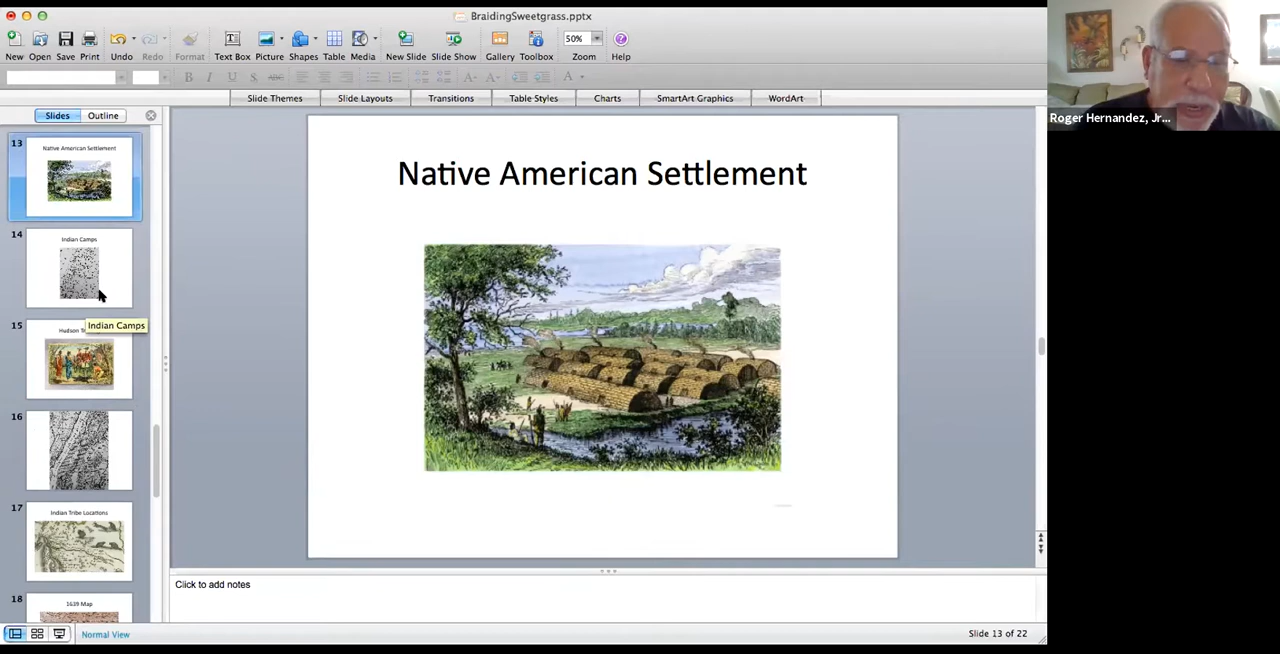 BraidingSweetgrass.pptx
New Open Save Print Undo Redo Format Text Box Picture Shapes Table Media New Slide Slide Show Gallery Toolbox Zoom Help
50%
B I U S ABC A A A
Slide Themes Slide Layouts Transitions Table Styles Charts SmartArt Graphics WordArt
Roger Hernandez, Jr...
Slides Outline
13
Native American Settlement
14
Indian Camps
Indian Camps
15
Hudson
16
17
Indian Tribe Locations
18
1639 Map
Native American Settlement
Click to add notes
Normal View
Slide 13 of 22